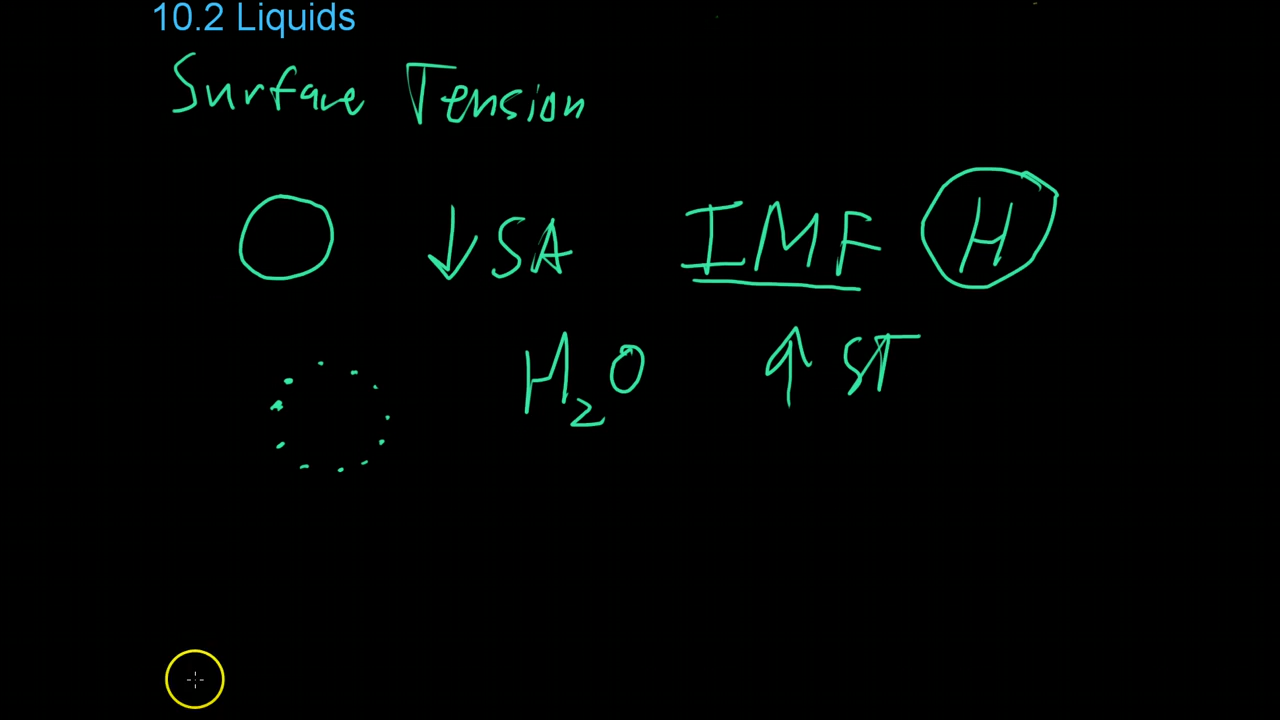 10.2 Liquids
Surface Tension
↓ SA IMF H
H₂O ↑ ST